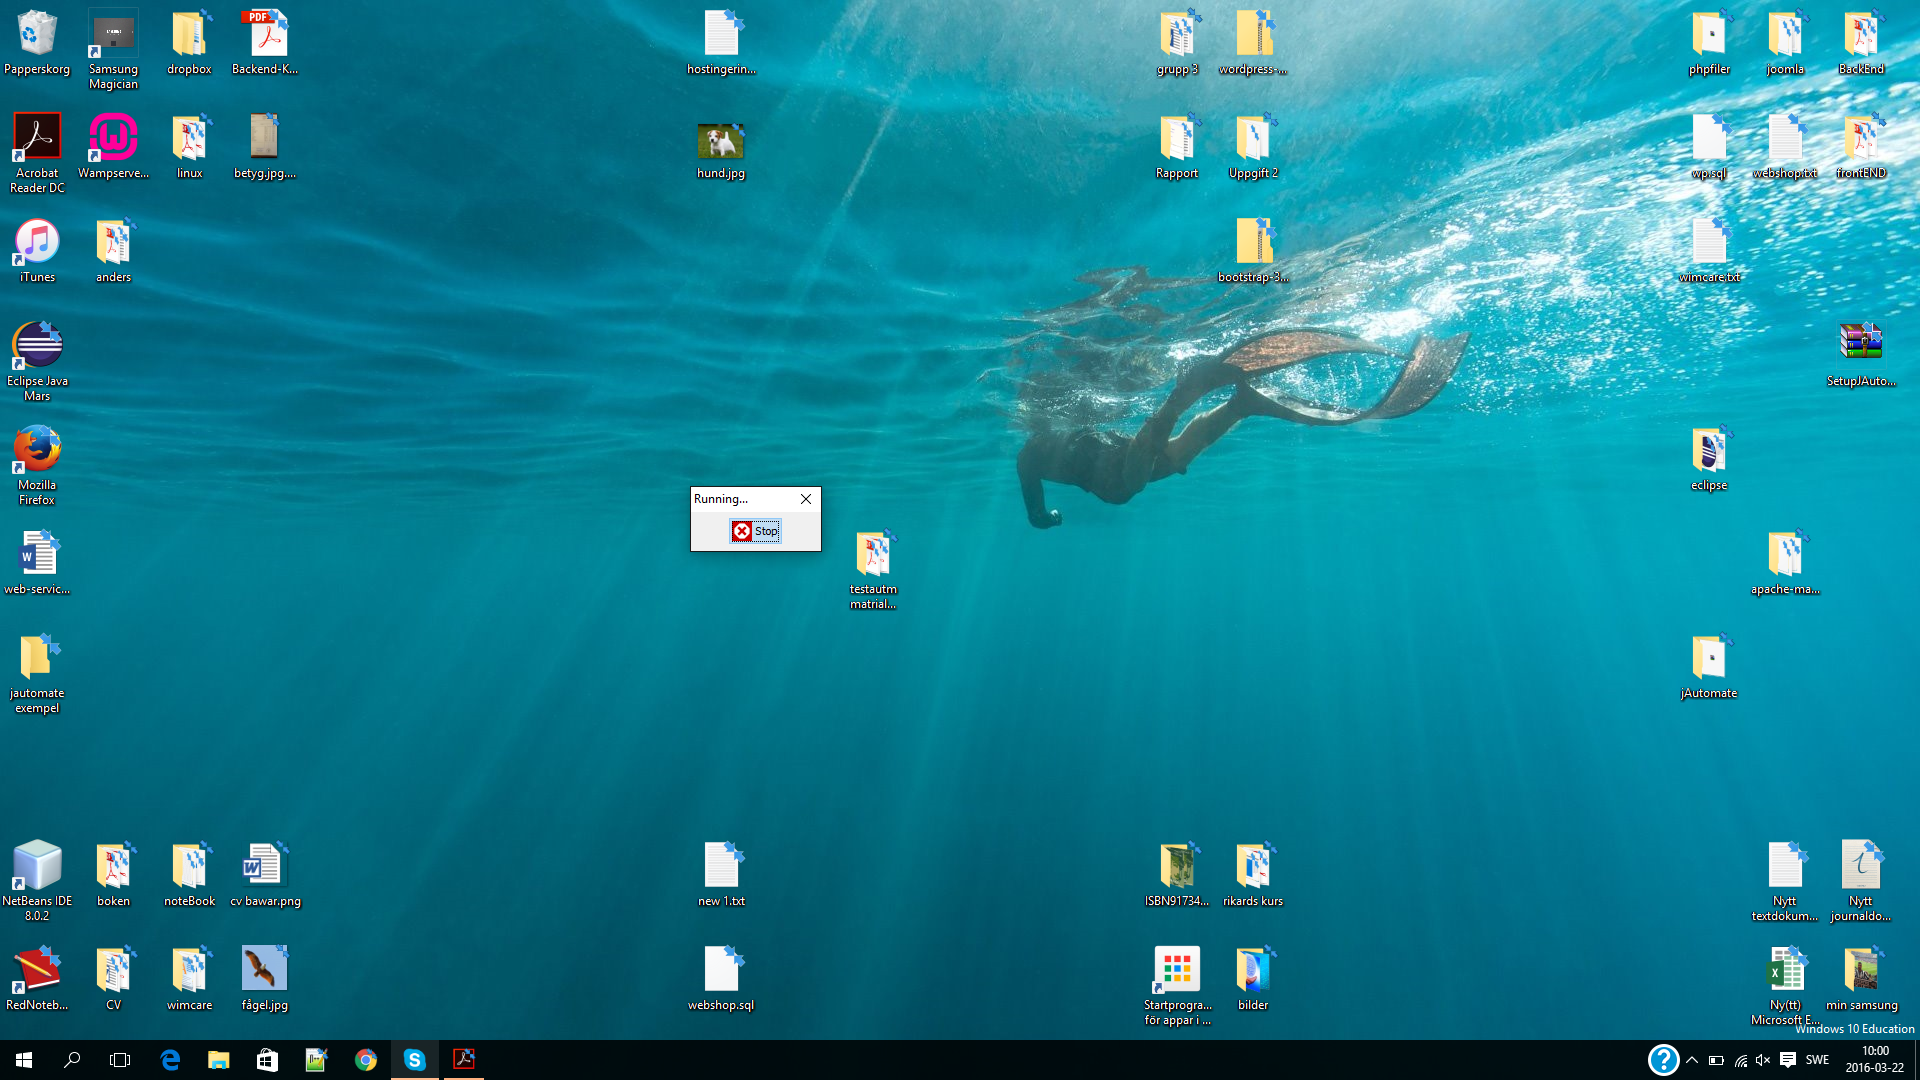 Papperskorg
Samsung
Magician
dropbox
PDF
Backend-K...
hostingerin...
grupp 3
wordpress-...
phpfiler
joomla
BackEnd
Acrobat
Reader DC
Wampserve...
linux
betyg.jpg....
hund.jpg
Rapport
Uppgift 2
wp.sql
webshop.txt
frontEND
iTunes
anders
bootstrap-3...
wimcare.txt
Eclipse Java
Mars
SetupJAuto...
Mozilla
Firefox
eclipse
Running...
Stop
web-servic...
testautm
matrial...
apache-ma...
jautomate
exempel
jAutomate
NetBeans IDE
8.0.2
boken
noteBook
cv bawar.png
new 1.txt
ISBN91734...
rikards kurs
Nytt
textdokum...
Nytt
journaldo...
RedNoteb...
CV
wimcare
fågel.jpg
webshop.sql
Startprogra...
för appar i ...
bilder
Ny(tt)
Microsoft E...
min samsung
Windows 10 Education
SWE
10:00
2016-03-22